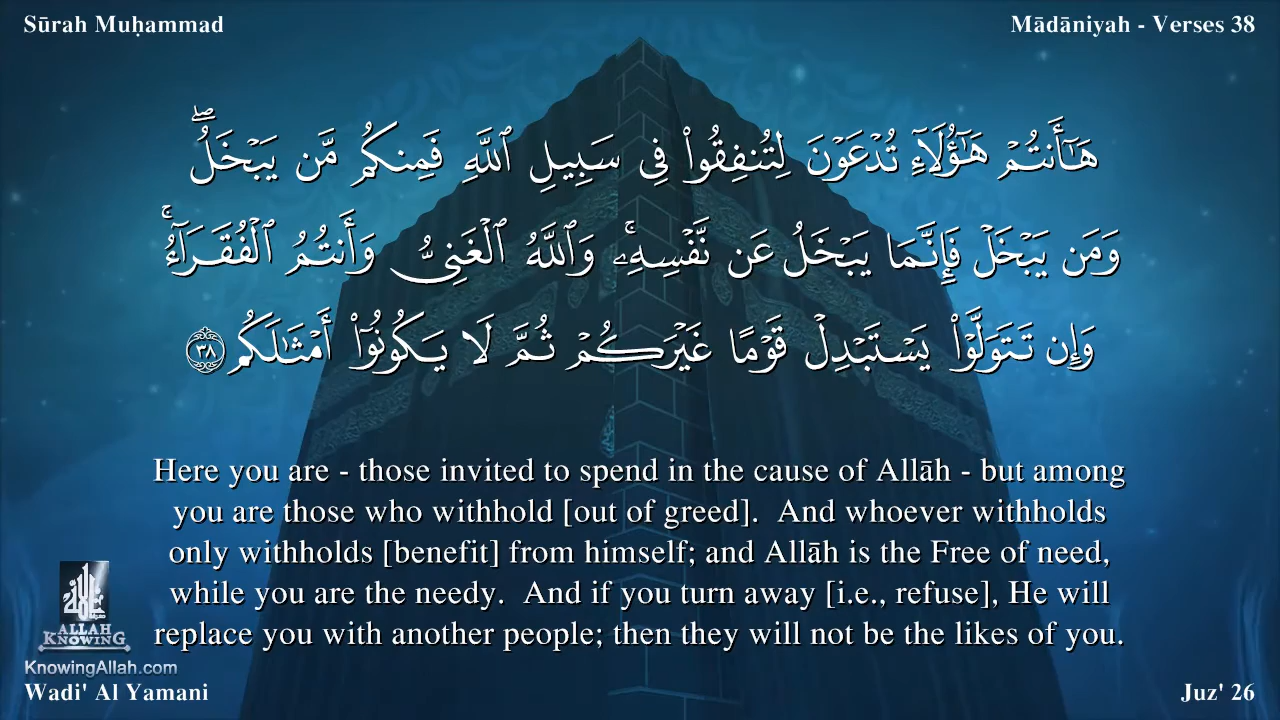 Sūrah Muḥammad
Mādāniyah - Verses 38
هَـٰٓأَنتُمْ هَـٰٓؤُلَآءِ تُدْعَوْنَ لِتُنفِقُوا۟ فِى سَبِيلِ ٱللَّهِ فَمِنكُم مَّن يَبْخَلُ ۖ
وَمَن يَبْخَلْ فَإِنَّمَا يَبْخَلُ عَن نَّفْسِهِۦ ۚ وَٱللَّهُ ٱلْغَنِىُّ وَأَنتُمُ ٱلْفُقَرَآءُ ۚ
وَإِن تَتَوَلَّوْا۟ يَسْتَبْدِلْ قَوْمًا غَيْرَكُمْ ثُمَّ لَا يَكُونُوٓا۟ أَمْثَـٰلَكُم ٣٨
Here you are - those invited to spend in the cause of Allāh - but among
you are those who withhold [out of greed].  And whoever withholds
only withholds [benefit] from himself; and Allāh is the Free of need,
while you are the needy.  And if you turn away [i.e., refuse], He will
replace you with another people; then they will not be the likes of you.
ALLAH
KNOWING
KnowingAllah.com
Wadi' Al Yamani
Juz' 26